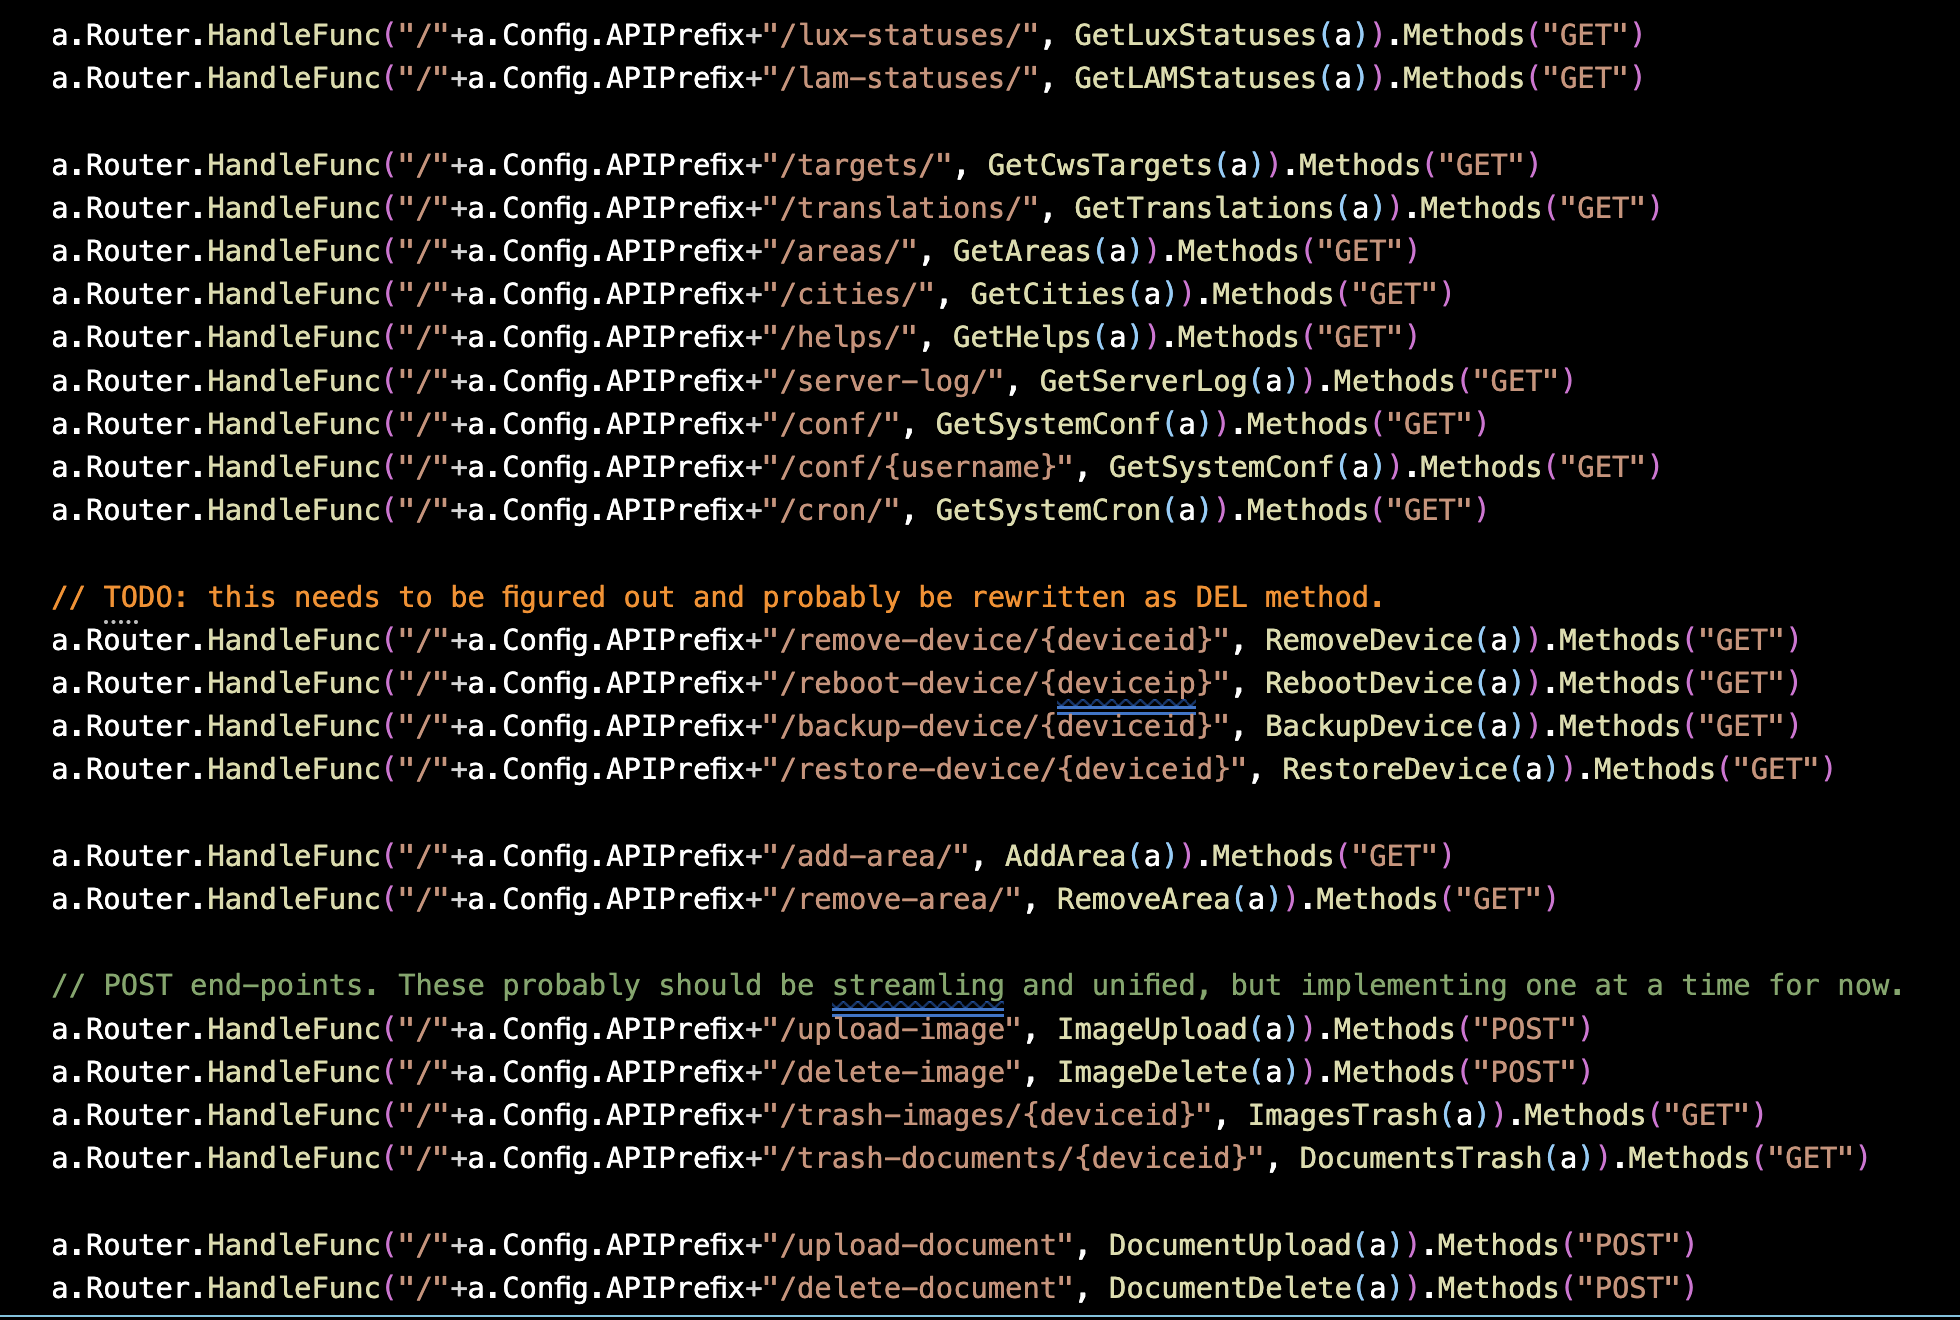 a.Router.HandleFunc("/"+a.Config.APIPrefix+"/lux-statuses/", GetLuxStatuses(a)).Methods("GET")
a.Router.HandleFunc("/"+a.Config.APIPrefix+"/lam-statuses/", GetLAMStatuses(a)).Methods("GET")
a.Router.HandleFunc("/"+a.Config.APIPrefix+"/targets/", GetCwsTargets(a)).Methods("GET")
a.Router.HandleFunc("/"+a.Config.APIPrefix+"/translations/", GetTranslations(a)).Methods("GET")
a.Router.HandleFunc("/"+a.Config.APIPrefix+"/areas/", GetAreas(a)).Methods("GET")
a.Router.HandleFunc("/"+a.Config.APIPrefix+"/cities/", GetCities(a)).Methods("GET")
a.Router.HandleFunc("/"+a.Config.APIPrefix+"/helps/", GetHelps(a)).Methods("GET")
a.Router.HandleFunc("/"+a.Config.APIPrefix+"/server-log/", GetServerLog(a)).Methods("GET")
a.Router.HandleFunc("/"+a.Config.APIPrefix+"/conf/", GetSystemConf(a)).Methods("GET")
a.Router.HandleFunc("/"+a.Config.APIPrefix+"/conf/{username}", GetSystemConf(a)).Methods("GET")
a.Router.HandleFunc("/"+a.Config.APIPrefix+"/cron/", GetSystemCron(a)).Methods("GET")
// TODO: this needs to be figured out and probably be rewritten as DEL method.
a.Router.HandleFunc("/"+a.Config.APIPrefix+"/remove-device/{deviceid}", RemoveDevice(a)).Methods("GET")
a.Router.HandleFunc("/"+a.Config.APIPrefix+"/reboot-device/{deviceip}", RebootDevice(a)).Methods("GET")
a.Router.HandleFunc("/"+a.Config.APIPrefix+"/backup-device/{deviceid}", BackupDevice(a)).Methods("GET")
a.Router.HandleFunc("/"+a.Config.APIPrefix+"/restore-device/{deviceid}", RestoreDevice(a)).Methods("GET")
a.Router.HandleFunc("/"+a.Config.APIPrefix+"/add-area/", AddArea(a)).Methods("GET")
a.Router.HandleFunc("/"+a.Config.APIPrefix+"/remove-area/", RemoveArea(a)).Methods("GET")
// POST end-points. These probably should be streamling and unified, but implementing one at a time for now.
a.Router.HandleFunc("/"+a.Config.APIPrefix+"/upload-image", ImageUpload(a)).Methods("POST")
a.Router.HandleFunc("/"+a.Config.APIPrefix+"/delete-image", ImageDelete(a)).Methods("POST")
a.Router.HandleFunc("/"+a.Config.APIPrefix+"/trash-images/{deviceid}", ImagesTrash(a)).Methods("GET")
a.Router.HandleFunc("/"+a.Config.APIPrefix+"/trash-documents/{deviceid}", DocumentsTrash(a)).Methods("GET")
a.Router.HandleFunc("/"+a.Config.APIPrefix+"/upload-document", DocumentUpload(a)).Methods("POST")
a.Router.HandleFunc("/"+a.Config.APIPrefix+"/delete-document", DocumentDelete(a)).Methods("POST")